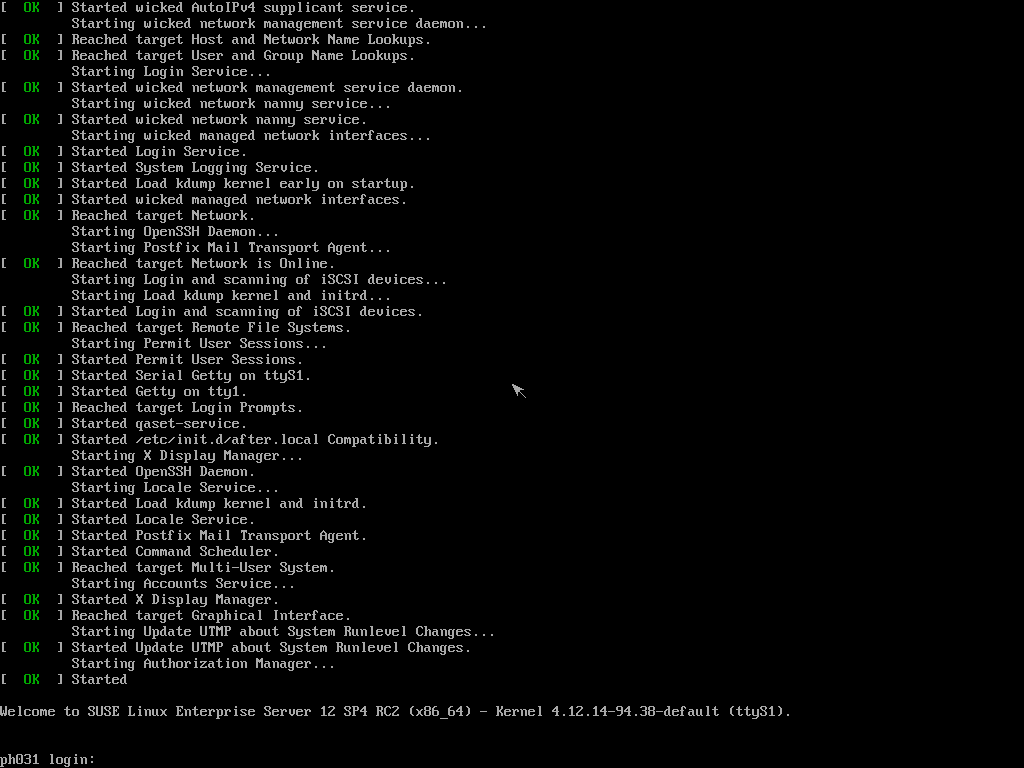 [  OK  ] Started wicked AutoIPv4 supplicant service.
         Starting wicked network management service daemon...
[  OK  ] Reached target Host and Network Name Lookups.
[  OK  ] Reached target User and Group Name Lookups.
         Starting Login Service...
[  OK  ] Started wicked network management service daemon.
         Starting wicked network nanny service...
[  OK  ] Started wicked network nanny service.
         Starting wicked managed network interfaces...
[  OK  ] Started Login Service.
[  OK  ] Started System Logging Service.
[  OK  ] Started Load kdump kernel early on startup.
[  OK  ] Started wicked managed network interfaces.
[  OK  ] Reached target Network.
         Starting OpenSSH Daemon...
         Starting Postfix Mail Transport Agent...
[  OK  ] Reached target Network is Online.
         Starting Login and scanning of iSCSI devices...
         Starting Load kdump kernel and initrd...
[  OK  ] Started Login and scanning of iSCSI devices.
[  OK  ] Reached target Remote File Systems.
         Starting Permit User Sessions...
[  OK  ] Started Permit User Sessions.
[  OK  ] Started Serial Getty on ttyS1.
[  OK  ] Started Getty on tty1.
[  OK  ] Reached target Login Prompts.
[  OK  ] Started qaset-service.
[  OK  ] Started /etc/init.d/after.local Compatibility.
         Starting X Display Manager...
[  OK  ] Started OpenSSH Daemon.
         Starting Locale Service...
[  OK  ] Started Load kdump kernel and initrd.
[  OK  ] Started Locale Service.
[  OK  ] Started Postfix Mail Transport Agent.
[  OK  ] Started Command Scheduler.
[  OK  ] Reached target Multi-User System.
         Starting Accounts Service...
[  OK  ] Started X Display Manager.
[  OK  ] Reached target Graphical Interface.
         Starting Update UTMP about System Runlevel Changes...
[  OK  ] Started Update UTMP about System Runlevel Changes.
         Starting Authorization Manager...
[  OK  ] Started
Welcome to SUSE Linux Enterprise Server 12 SP4 RC2 (x86_64) - Kernel 4.12.14-94.38-default (ttyS1).
ph031 login: